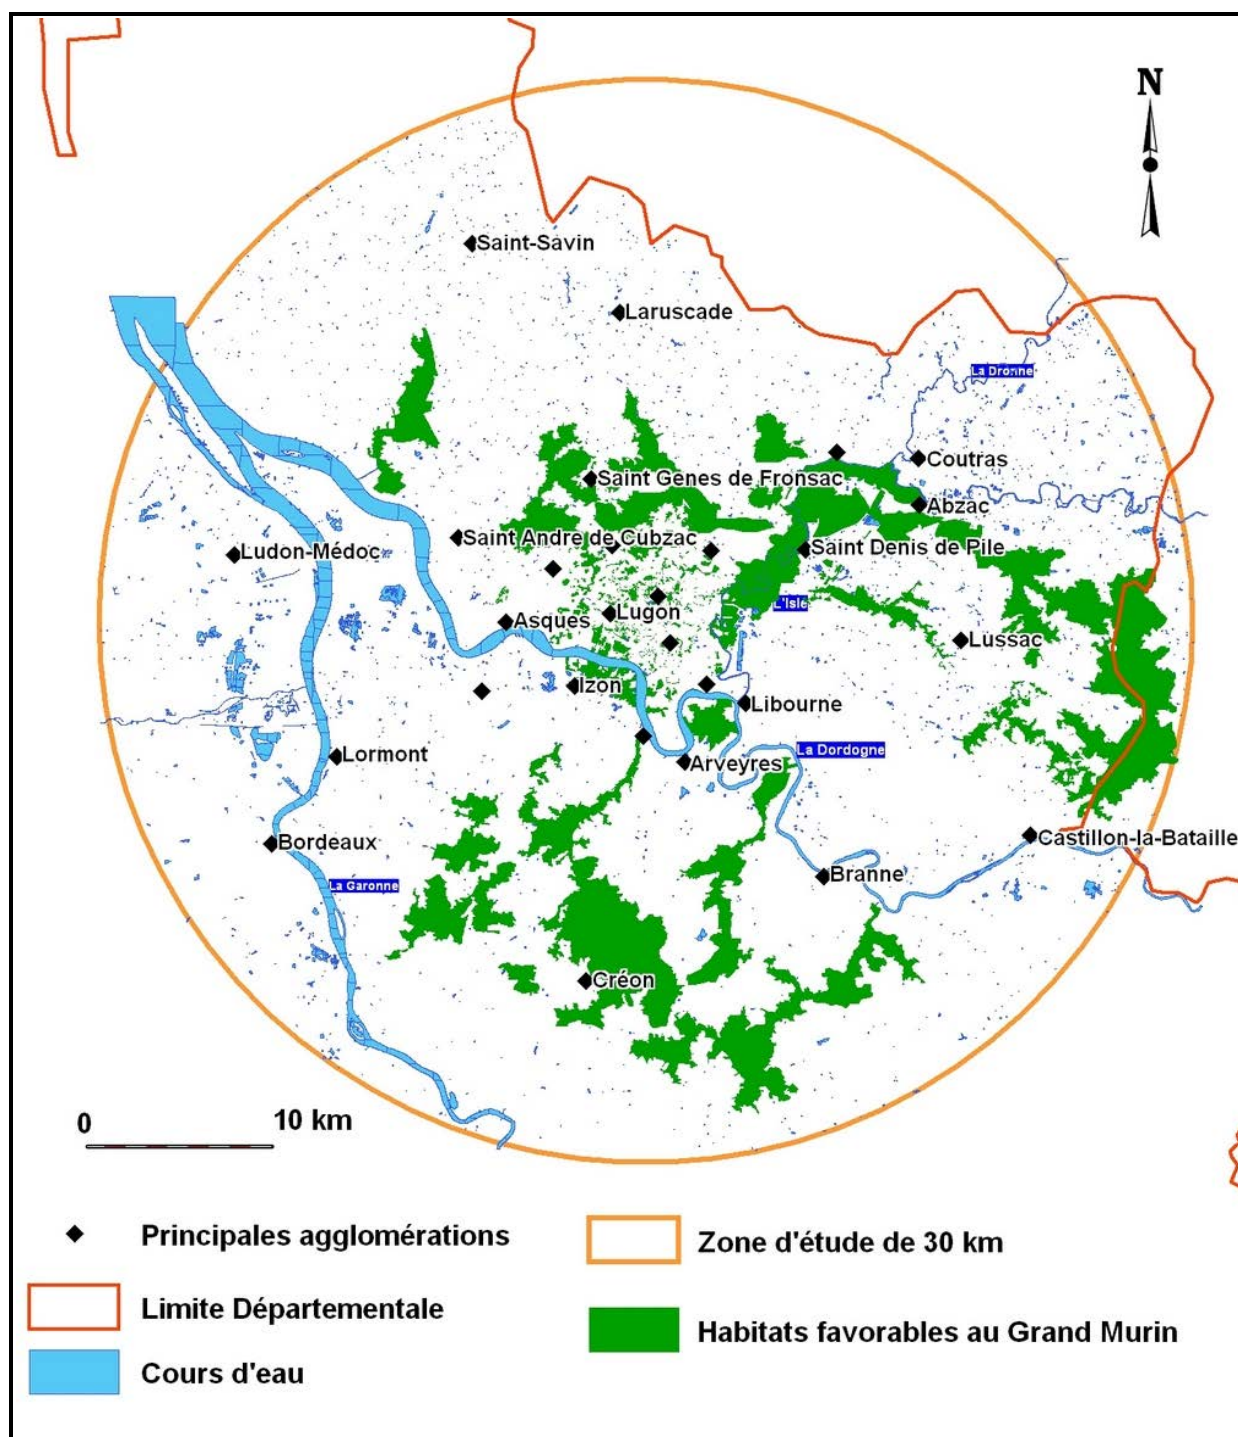 N
Saint-Savin
Laruscade
La Dronne
Coutras
Saint Genes de Fronsac
Abzac
Saint André de Cubzac
Saint Denis de Pile
Ludon-Médoc
L'Isle
Lugon
Asques
Lussac
Izon
Libourne
La Dordogne
Lormont
Arveyres
Castillon-la-Bataille
Bordeaux
Branne
La Garonne
Créon
0 10 km
Principales agglomérations
Zone d'étude de 30 km
Limite Départementale
Habitats favorables au Grand Murin
Cours d'eau